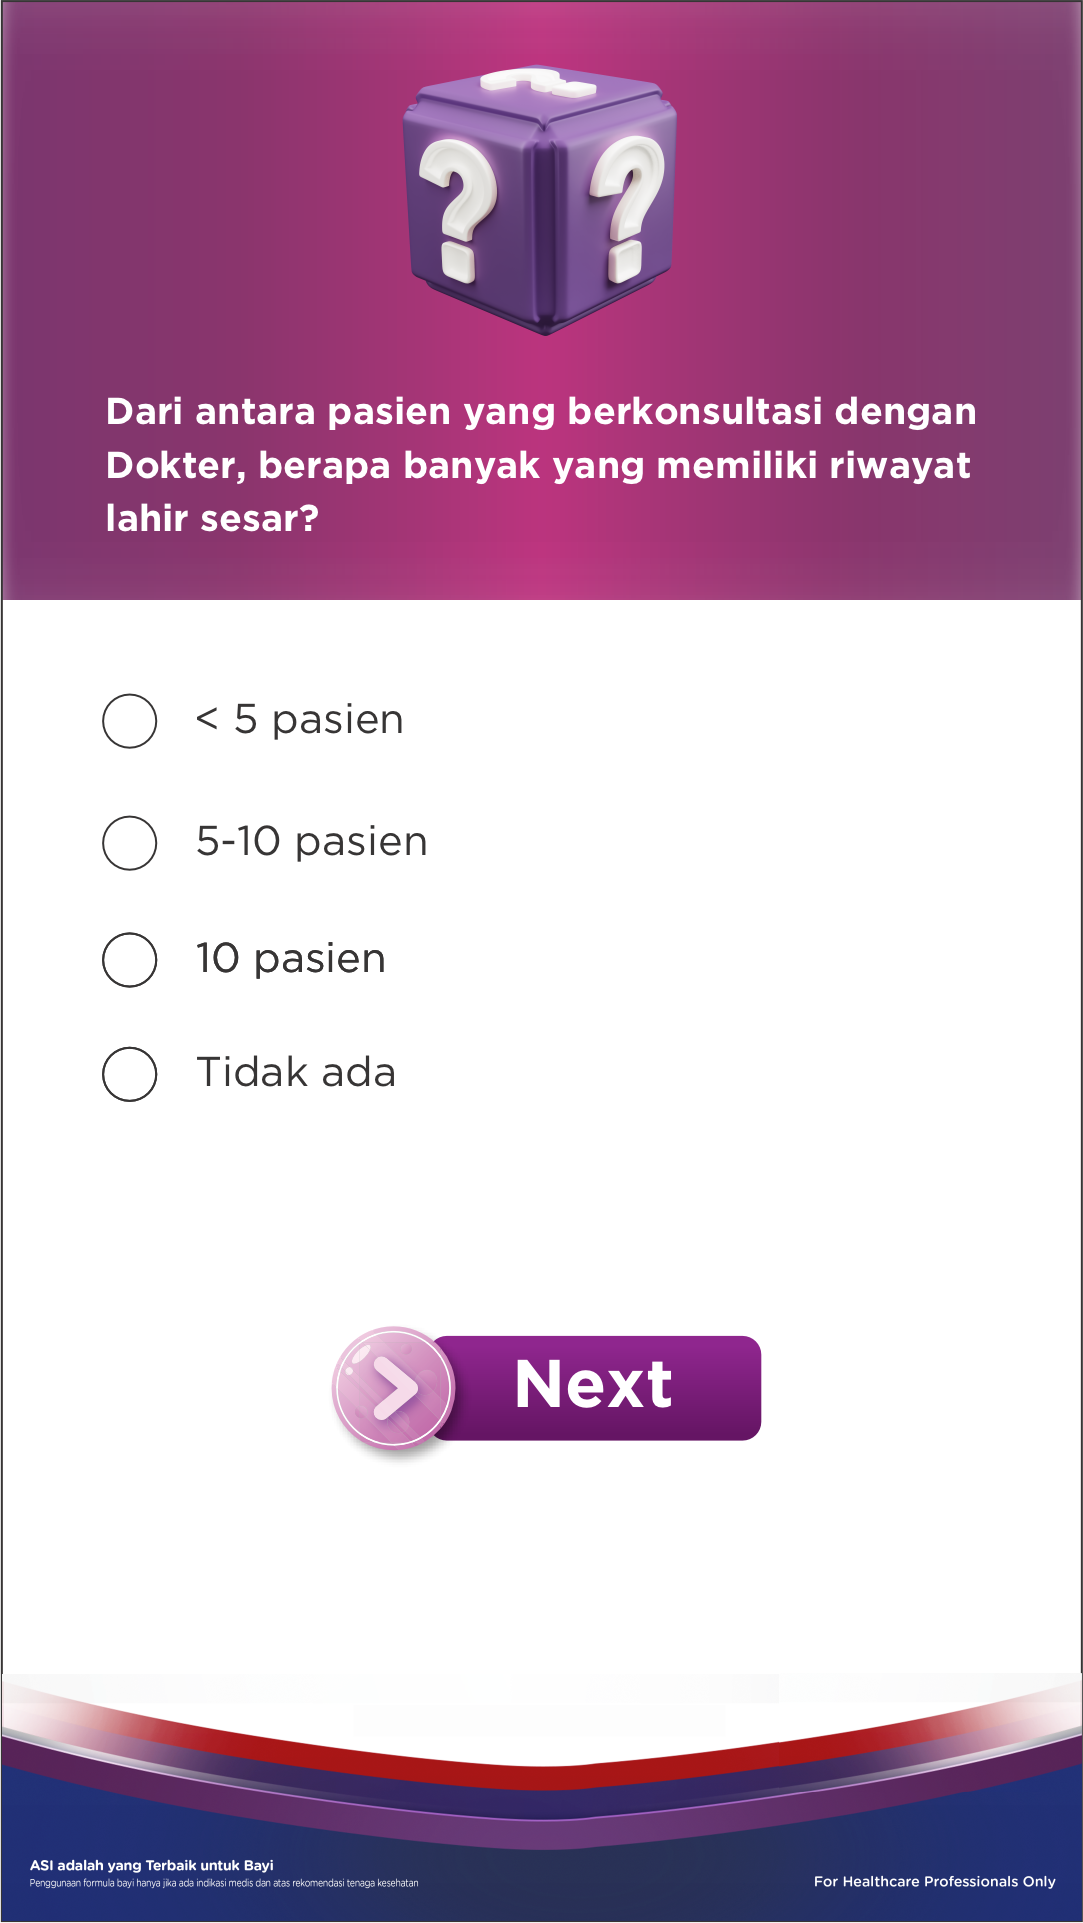 Dari antara pasien yang berkonsultasi dengan
Dokter, berapa banyak yang memiliki riwayat
lahir sesar?
< 5 pasien
5-10 pasien
10 pasien
Tidak ada
Next
ASI adalah yang Terbaik untuk Bayi
Penggunaan formula bayi hanya jika ada indikasi medis dan atas rekomendasi tenaga kesehatan
For Healthcare Professionals Only